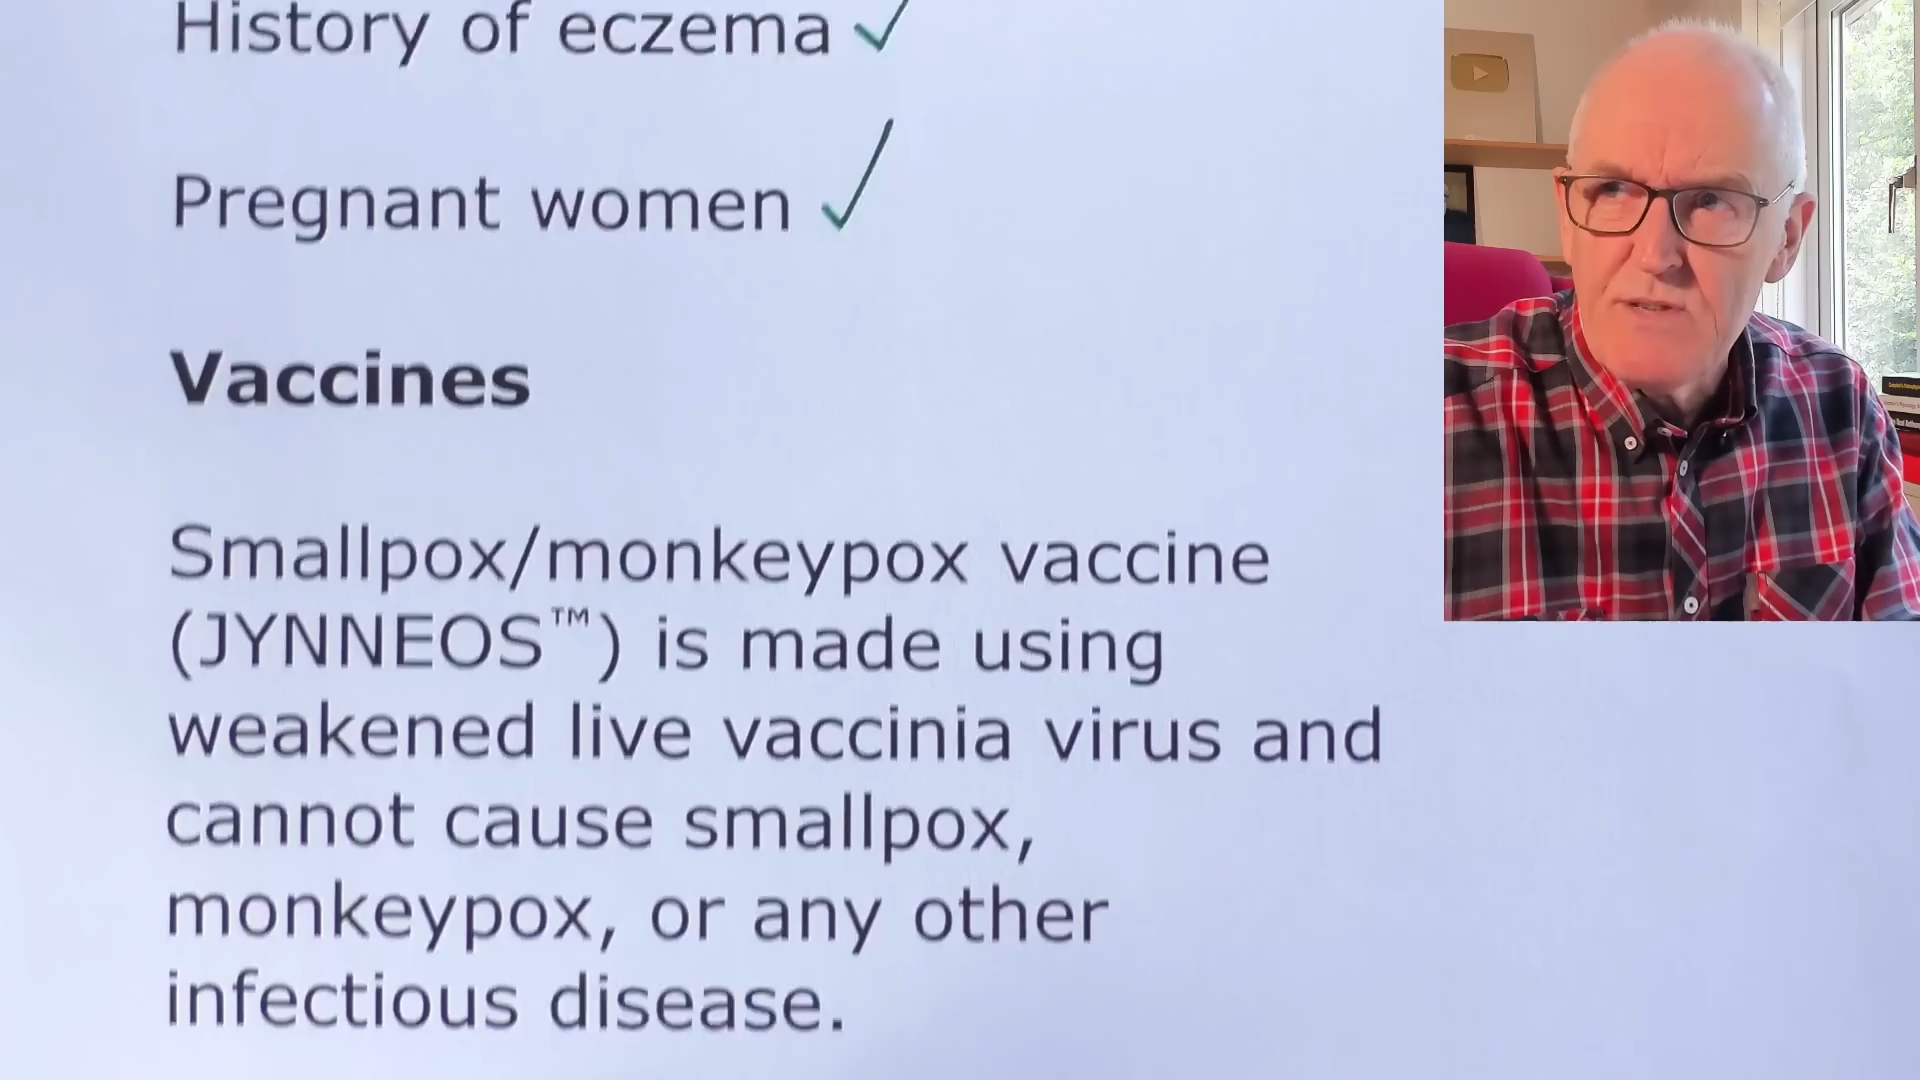 History of eczema ✓
Pregnant women ✓
Vaccines
Smallpox/monkeypox vaccine
(JYNNEOS™) is made using
weakened live vaccinia virus and
cannot cause smallpox,
monkeypox, or any other
infectious disease.